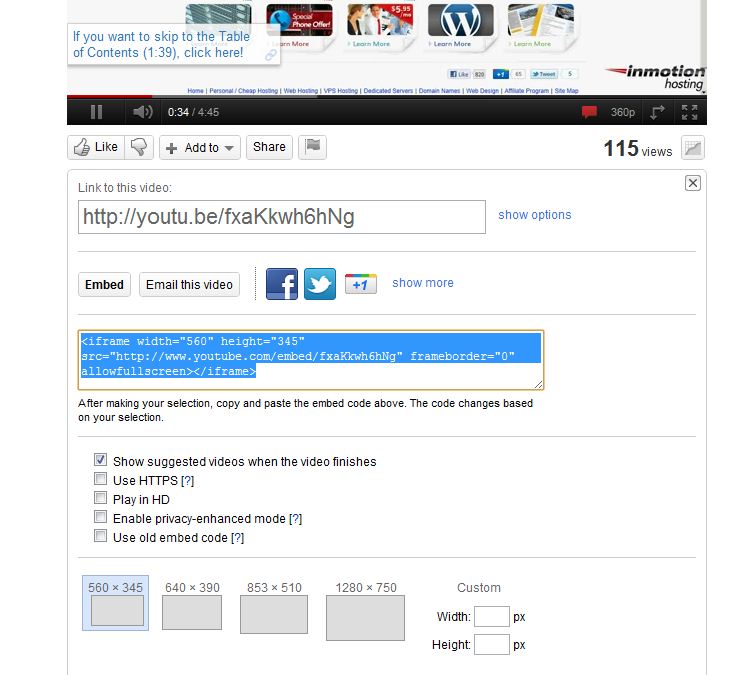 Special
Phone Offer!
$5.95
/mo
Learn More
Learn More
Learn More
Learn More
If you want to skip to the Table
of Contents (1:39), click here!
Like 820 +1 65 Tweet 5
inmotion
hosting
Home | Personal / Cheap Hosting | Web Hosting | VPS Hosting | Dedicated Servers | Domain Names | Web Design | Affiliate Program | Site Map
0:34 / 4:45 360p
Like Add to Share 115 views
Link to this video:
http://youtu.be/fxaKkwh6hNg show options
Embed Email this video f +1 show more
<iframe width="560" height="345"
src="http://www.youtube.com/embed/fxaKkwh6hNg" frameborder="0"
allowfullscreen></iframe>
After making your selection, copy and paste the embed code above. The code changes based
on your selection.
Show suggested videos when the video finishes
Use HTTPS [?]
Play in HD
Enable privacy-enhanced mode [?]
Use old embed code [?]
560 × 345 640 × 390 853 × 510 1280 × 750 Custom
Width: px
Height: px